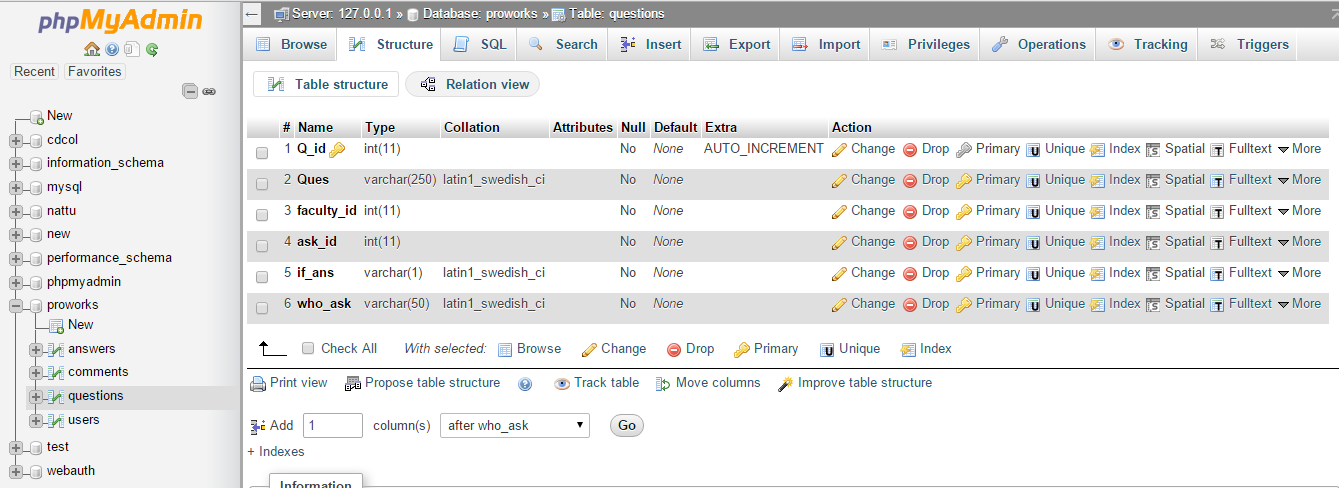 phpMyAdmin
Recent Favorites
New
cdcol
information_schema
mysql
nattu
new
performance_schema
phpmyadmin
proworks
New
answers
comments
questions
users
test
webauth
Server: 127.0.0.1 » Database: proworks » Table: questions
Browse Structure SQL Search Insert Export Import Privileges Operations Tracking Triggers
Table structure Relation view
# Name Type Collation Attributes Null Default Extra Action
1 Q_id int(11) No None AUTO_INCREMENT Change Drop Primary Unique Index Spatial Fulltext More
2 Ques varchar(250) latin1_swedish_ci No None Change Drop Primary Unique Index Spatial Fulltext More
3 faculty_id int(11) No None Change Drop Primary Unique Index Spatial Fulltext More
4 ask_id int(11) No None Change Drop Primary Unique Index Spatial Fulltext More
5 if_ans varchar(1) latin1_swedish_ci No None Change Drop Primary Unique Index Spatial Fulltext More
6 who_ask varchar(50) latin1_swedish_ci No None Change Drop Primary Unique Index Spatial Fulltext More
Check All With selected: Browse Change Drop Primary Unique Index
Print view Propose table structure Track table Move columns Improve table structure
Add 1 column(s) after who_ask Go
+ Indexes
Information